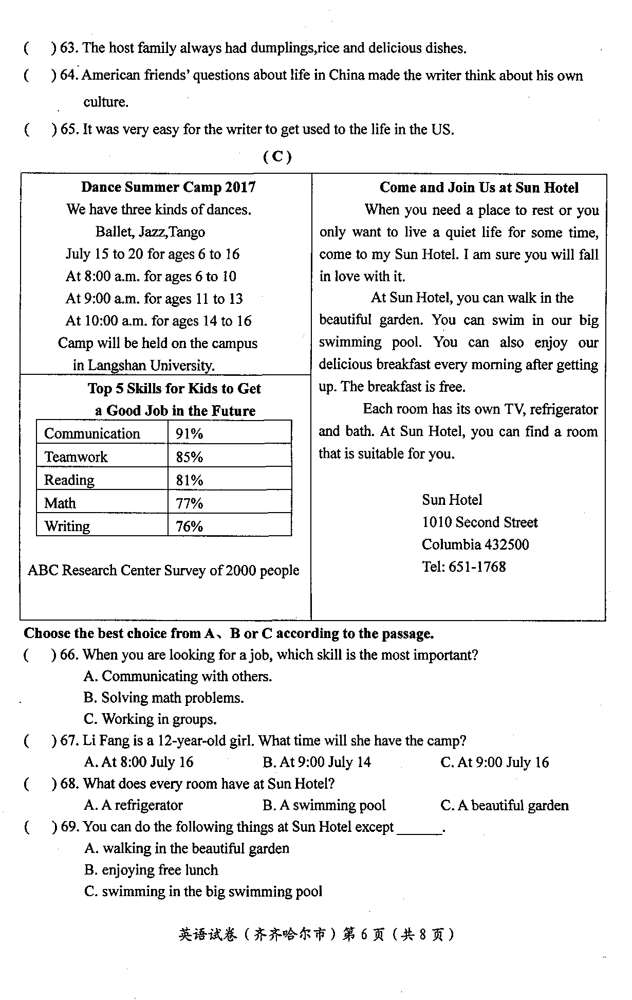 (    ) 63. The host family always had dumplings,rice and delicious dishes.
(    ) 64. American friends’ questions about life in China made the writer think about his own
culture.
(    ) 65. It was very easy for the writer to get used to the life in the US.
( C )
Dance Summer Camp 2017
We have three kinds of dances.
Ballet, Jazz,Tango
July 15 to 20 for ages 6 to 16
At 8:00 a.m. for ages 6 to 10
At 9:00 a.m. for ages 11 to 13
At 10:00 a.m. for ages 14 to 16
Camp will be held on the campus
in Langshan University.
Top 5 Skills for Kids to Get
a Good Job in the Future
Communication 91%
Teamwork 85%
Reading 81%
Math 77%
Writing 76%
ABC Research Center Survey of 2000 people
Come and Join Us at Sun Hotel
When you need a place to rest or you
only want to live a quiet life for some time,
come to my Sun Hotel. I am sure you will fall
in love with it.
At Sun Hotel, you can walk in the
beautiful garden. You can swim in our big
swimming pool. You can also enjoy our
delicious breakfast every morning after getting
up. The breakfast is free.
Each room has its own TV, refrigerator
and bath. At Sun Hotel, you can find a room
that is suitable for you.
Sun Hotel
1010 Second Street
Columbia 432500
Tel: 651-1768
Choose the best choice from A、B or C according to the passage.
(    ) 66. When you are looking for a job, which skill is the most important?
A. Communicating with others.
B. Solving math problems.
C. Working in groups.
(    ) 67. Li Fang is a 12-year-old girl. What time will she have the camp?
A. At 8:00 July 16 B. At 9:00 July 14 C. At 9:00 July 16
(    ) 68. What does every room have at Sun Hotel?
A. A refrigerator B. A swimming pool C. A beautiful garden
(    ) 69. You can do the following things at Sun Hotel except ______.
A. walking in the beautiful garden
B. enjoying free lunch
C. swimming in the big swimming pool
英语试卷（齐齐哈尔市）第 6 页（共 8 页）